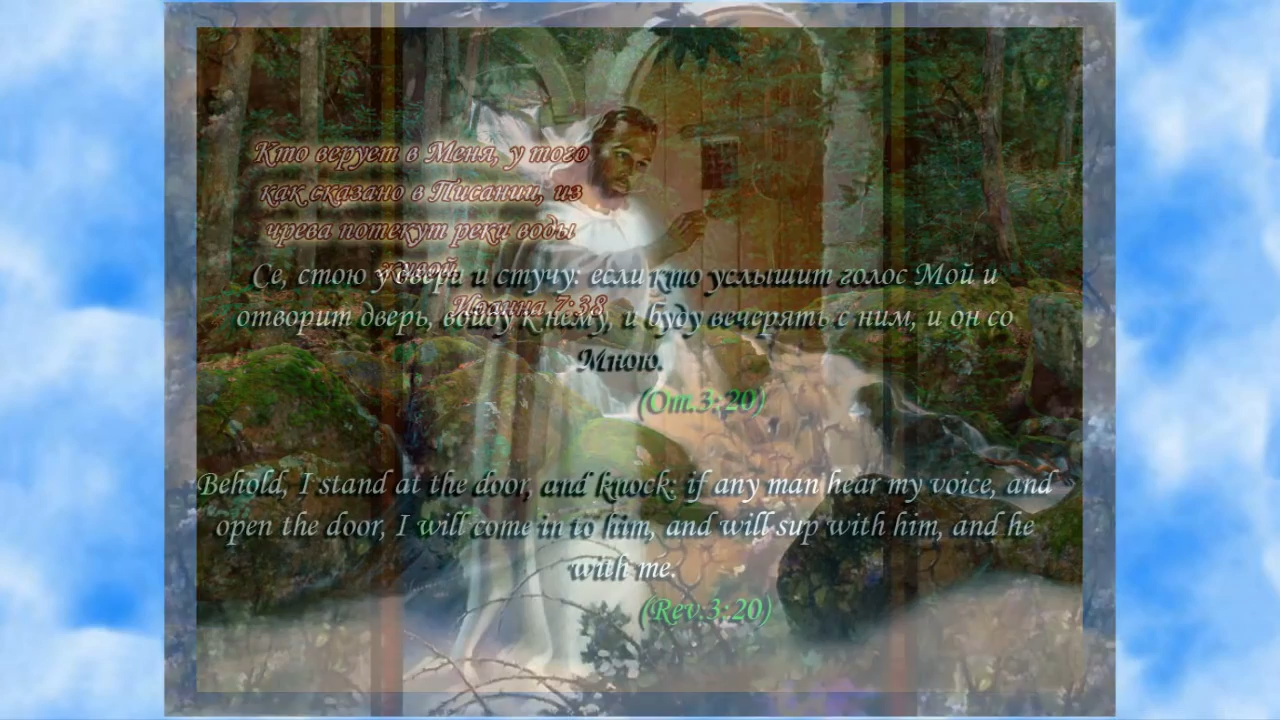 Кто верует в Меня, у того
как сказано в Писании, из
чрева потекут реки воды
живой.
Иоанна 7:38
Се, стою у двери и стучу: если кто услышит голос Мой и
отворит дверь, войду к нему, и буду вечерять с ним, и он со
Мною.
(От.3:20)
Behold, I stand at the door, and knock: if any man hear my voice, and
open the door, I will come in to him, and will sup with him, and he
with me.
(Rev.3:20)